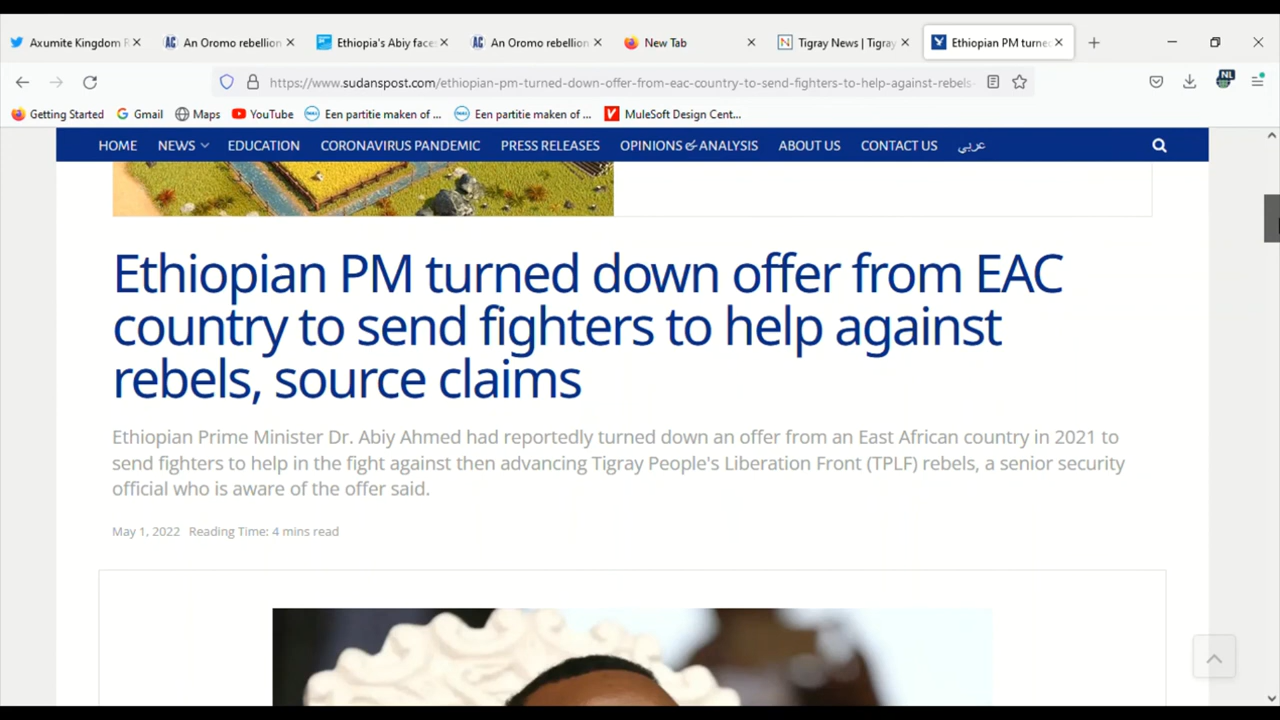 Axumite Kingdom R
An Oromo rebellion
Ethiopia's Abiy face
An Oromo rebellion
New Tab
Tigray News | Tigray
Ethiopian PM turne
https://www.sudanspost.com/ethiopian-pm-turned-down-offer-from-eac-country-to-send-fighters-to-help-against-rebels-
NL
Getting Started Gmail Maps YouTube Een partitie maken of ... Een partitie maken of ... MuleSoft Design Cent...
HOME NEWS EDUCATION CORONAVIRUS PANDEMIC PRESS RELEASES OPINIONS & ANALYSIS ABOUT US CONTACT US عربي
Ethiopian PM turned down offer from EAC
country to send fighters to help against
rebels, source claims
Ethiopian Prime Minister Dr. Abiy Ahmed had reportedly turned down an offer from an East African country in 2021 to
send fighters to help in the fight against then advancing Tigray People's Liberation Front (TPLF) rebels, a senior security
official who is aware of the offer said.
May 1, 2022 Reading Time: 4 mins read